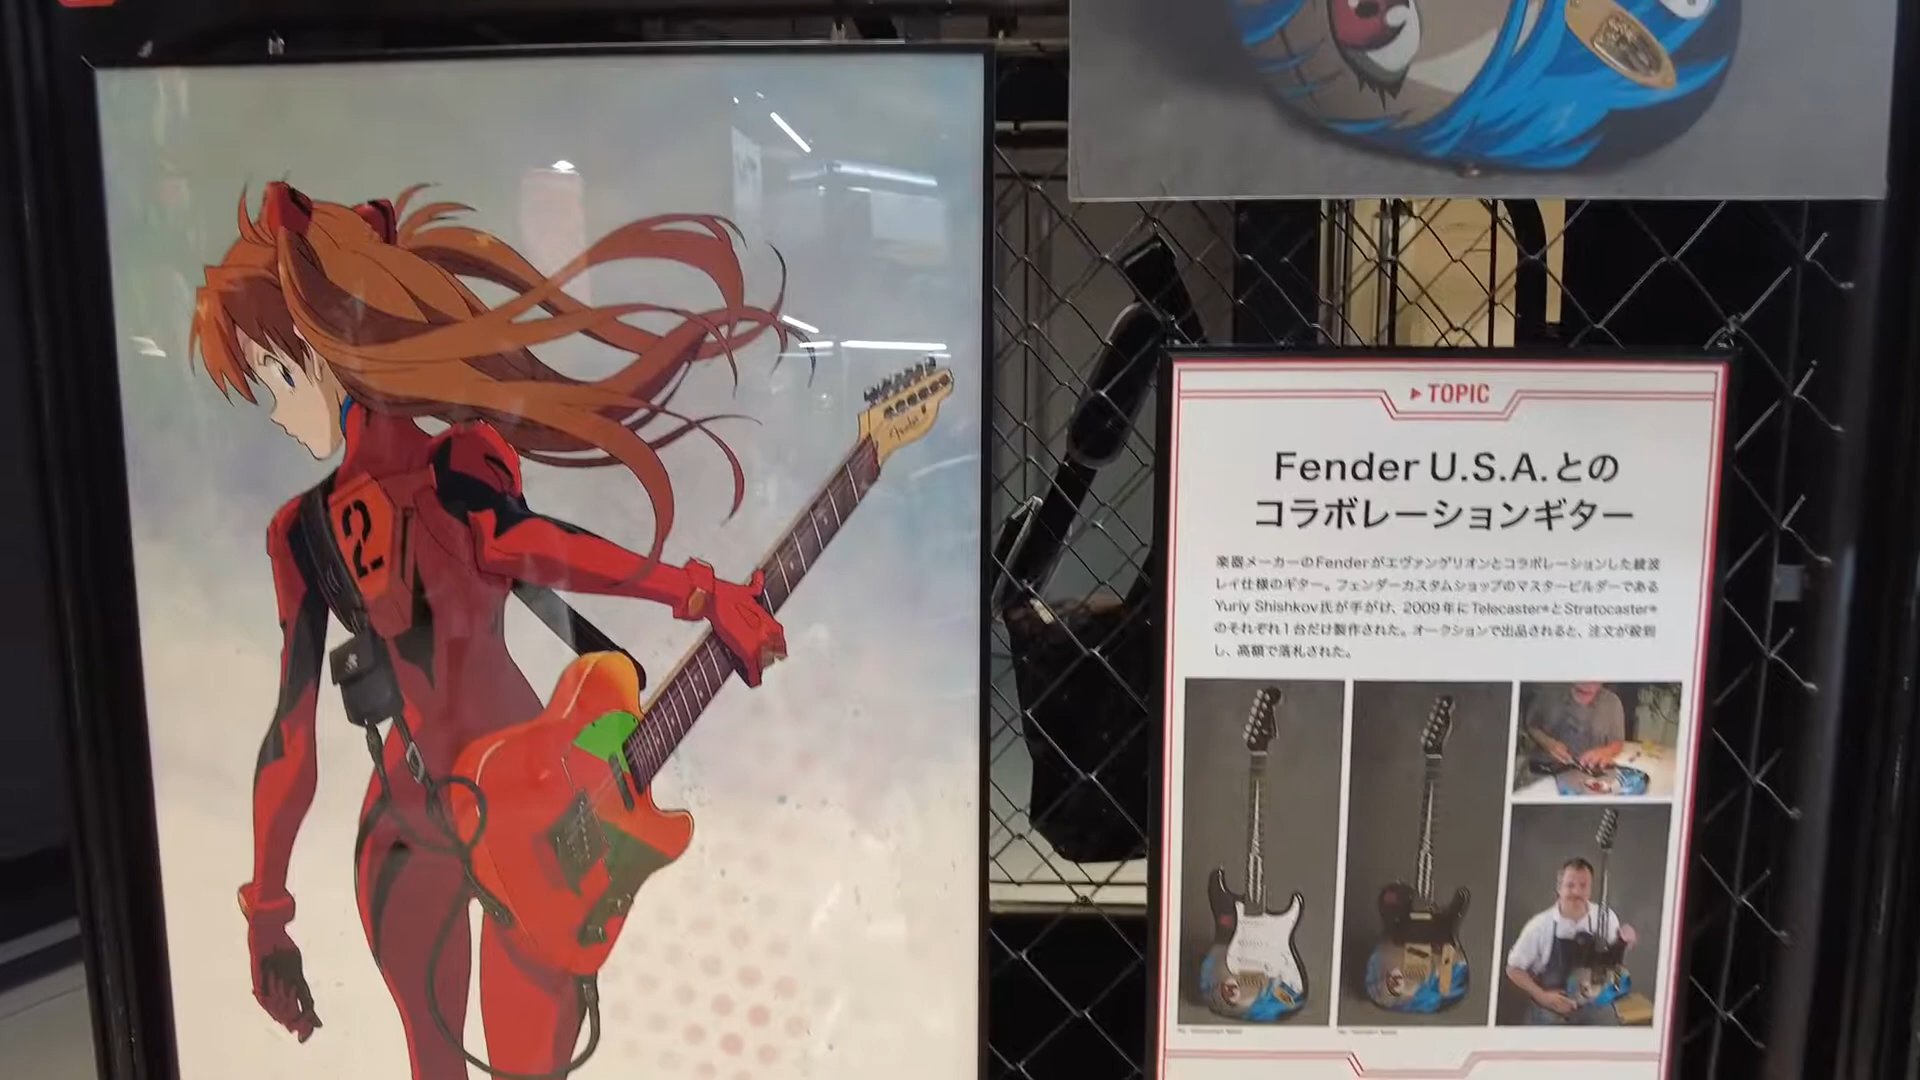 2
Fender
▶TOPIC
Fender U.S.A.との
コラボレーションギター
楽器メーカーのFenderがエヴァンゲリオンとコラボレーションした綾波
レイ仕様のギター。フェンダーカスタムショップのマスタービルダーである
Yuriy Shishkov氏が手がけ、2009年にTelecaster®とStratocaster®
のそれぞれ1台だけ製作された。オークションで出品されると、注文が殺到
し、高額で落札された。